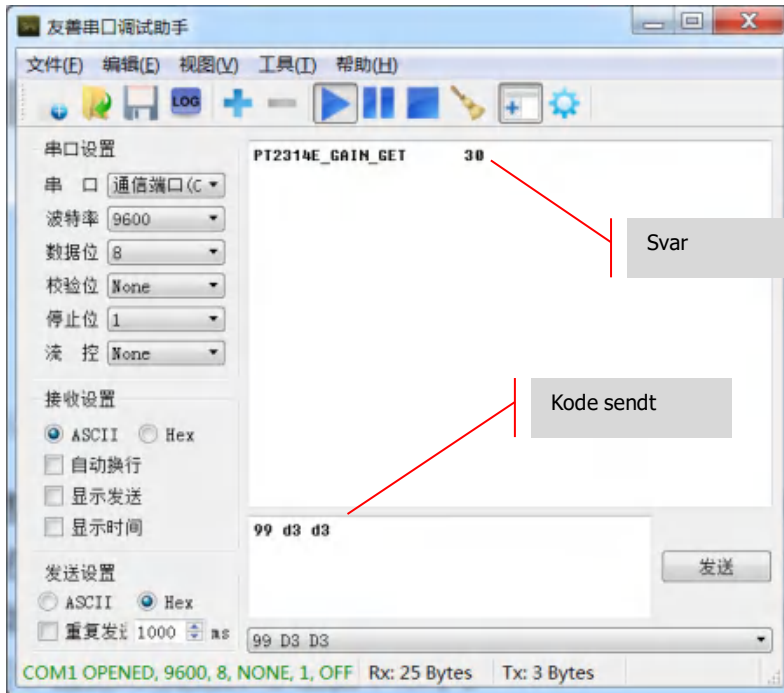 友善串口调试助手
文件(F) 编辑(E) 视图(V) 工具(T) 帮助(H)
LOG
串口设置
串 口 通信端口(C
波特率 9600
数据位 8
校验位 None
停止位 1
流 控 None
接收设置
ASCII Hex
自动换行
显示发送
显示时间
发送设置
ASCII Hex
重复发送 1000 ms
PT2314E_GAIN_GET 30
Svar
Kode sendt
99 d3 d3
发送
99 D3 D3
COM1 OPENED, 9600, 8, NONE, 1, OFF Rx: 25 Bytes Tx: 3 Bytes